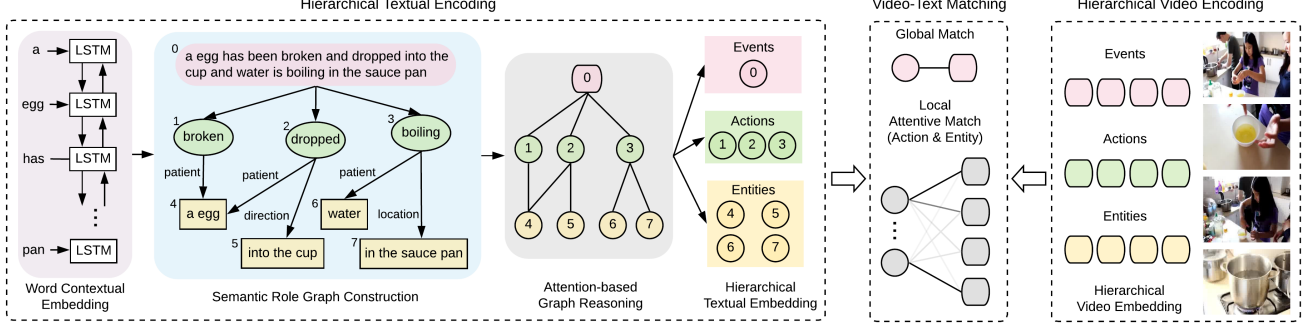 Hierarchical Textual Encoding
a
LSTM
egg
LSTM
has
LSTM
pan
LSTM
Word Contextual
Embedding
0
a egg has been broken and dropped into the
cup and water is boiling in the sauce pan
1
broken
2
dropped
3
boiling
patient
patient
direction
patient
location
4
a egg
5
into the cup
6
water
7
in the sauce pan
Semantic Role Graph Construction
0
1
2
3
4
5
6
7
Attention-based
Graph Reasoning
Events
0
Actions
1 2 3
Entities
4 5
6 7
Hierarchical
Textual Embedding
Video-Text Matching
Global Match
Local
Attentive Match
(Action & Entity)
Hierarchical Video Encoding
Events
Actions
Entities
Hierarchical
Video Embedding